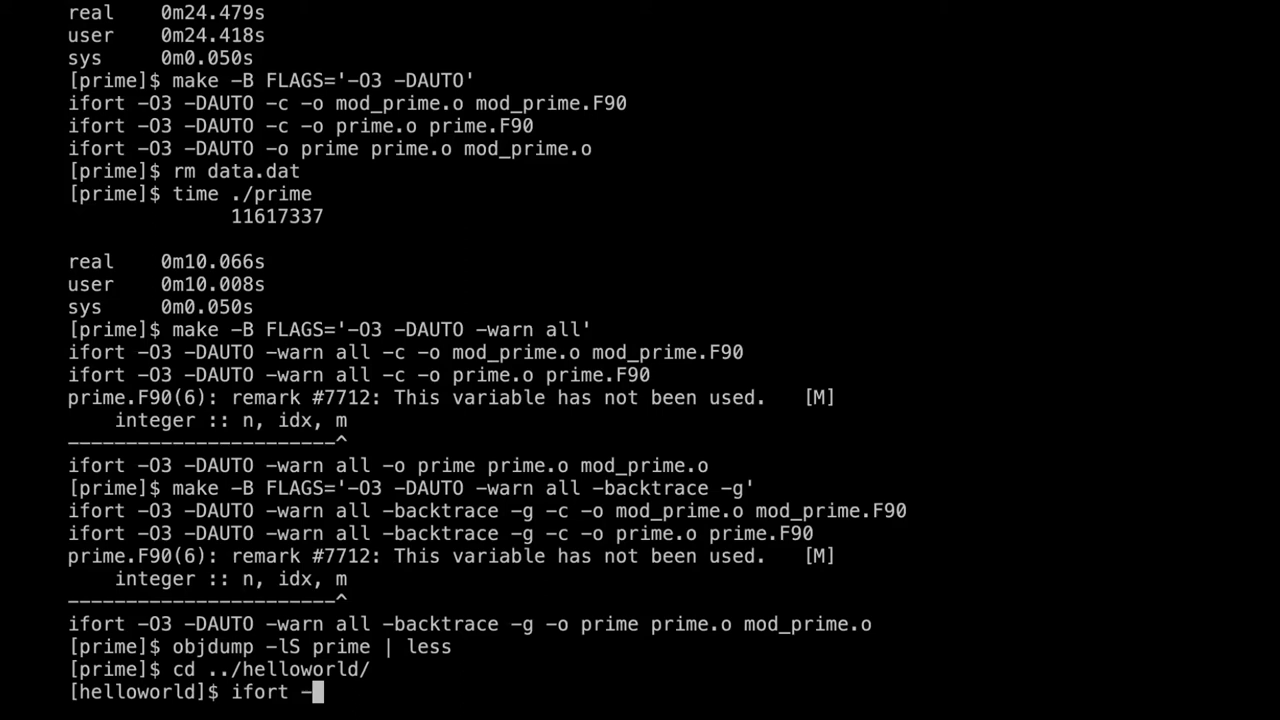 real    0m24.479s
user    0m24.418s
sys     0m0.050s
[prime]$ make -B FLAGS='-O3 -DAUTO'
ifort -O3 -DAUTO -c -o mod_prime.o mod_prime.F90
ifort -O3 -DAUTO -c -o prime.o prime.F90
ifort -O3 -DAUTO -o prime prime.o mod_prime.o
[prime]$ rm data.dat
[prime]$ time ./prime
              11617337

real    0m10.066s
user    0m10.008s
sys     0m0.050s
[prime]$ make -B FLAGS='-O3 -DAUTO -warn all'
ifort -O3 -DAUTO -warn all -c -o mod_prime.o mod_prime.F90
ifort -O3 -DAUTO -warn all -c -o prime.o prime.F90
prime.F90(6): remark #7712: This variable has not been used.   [M]
    integer :: n, idx, m
-----------------------^
ifort -O3 -DAUTO -warn all -o prime prime.o mod_prime.o
[prime]$ make -B FLAGS='-O3 -DAUTO -warn all -backtrace -g'
ifort -O3 -DAUTO -warn all -backtrace -g -c -o mod_prime.o mod_prime.F90
ifort -O3 -DAUTO -warn all -backtrace -g -c -o prime.o prime.F90
prime.F90(6): remark #7712: This variable has not been used.   [M]
    integer :: n, idx, m
-----------------------^
ifort -O3 -DAUTO -warn all -backtrace -g -o prime prime.o mod_prime.o
[prime]$ objdump -lS prime | less
[prime]$ cd ../helloworld/
[helloworld]$ ifort -